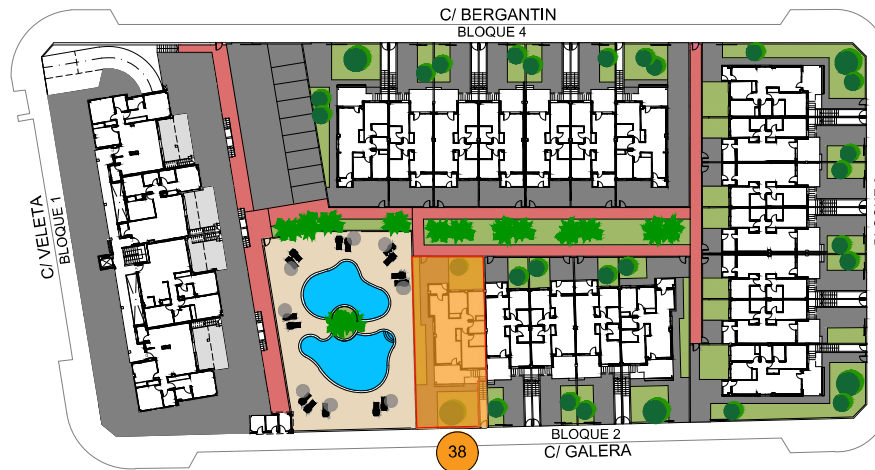 C/ BERGANTIN
BLOQUE 4
C/ VELETA
BLOQUE 1
BLOQUE 2
38
C/ GALERA